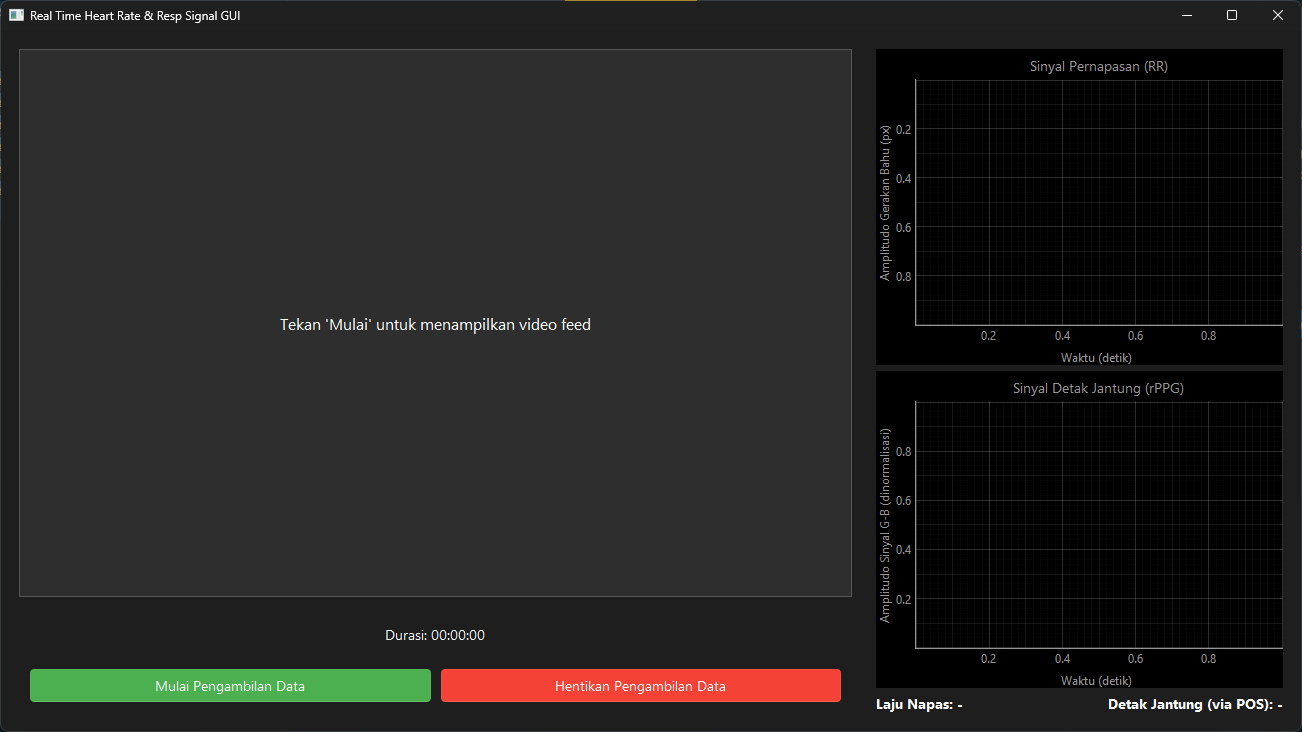 Real Time Heart Rate & Resp Signal GUI
Tekan 'Mulai' untuk menampilkan video feed
Durasi: 00:00:00
Mulai Pengambilan Data
Hentikan Pengambilan Data
Sinyal Pernapasan (RR)
Amplitudo Gerakan Bahu (px)
0.2
0.4
0.6
0.8
0.2 0.4 0.6 0.8
Waktu (detik)
Sinyal Detak Jantung (rPPG)
Amplitudo Sinyal G-B (dinormalisasi)
0.8
0.6
0.4
0.2
0.2 0.4 0.6 0.8
Waktu (detik)
Laju Napas: -
Detak Jantung (via POS): -